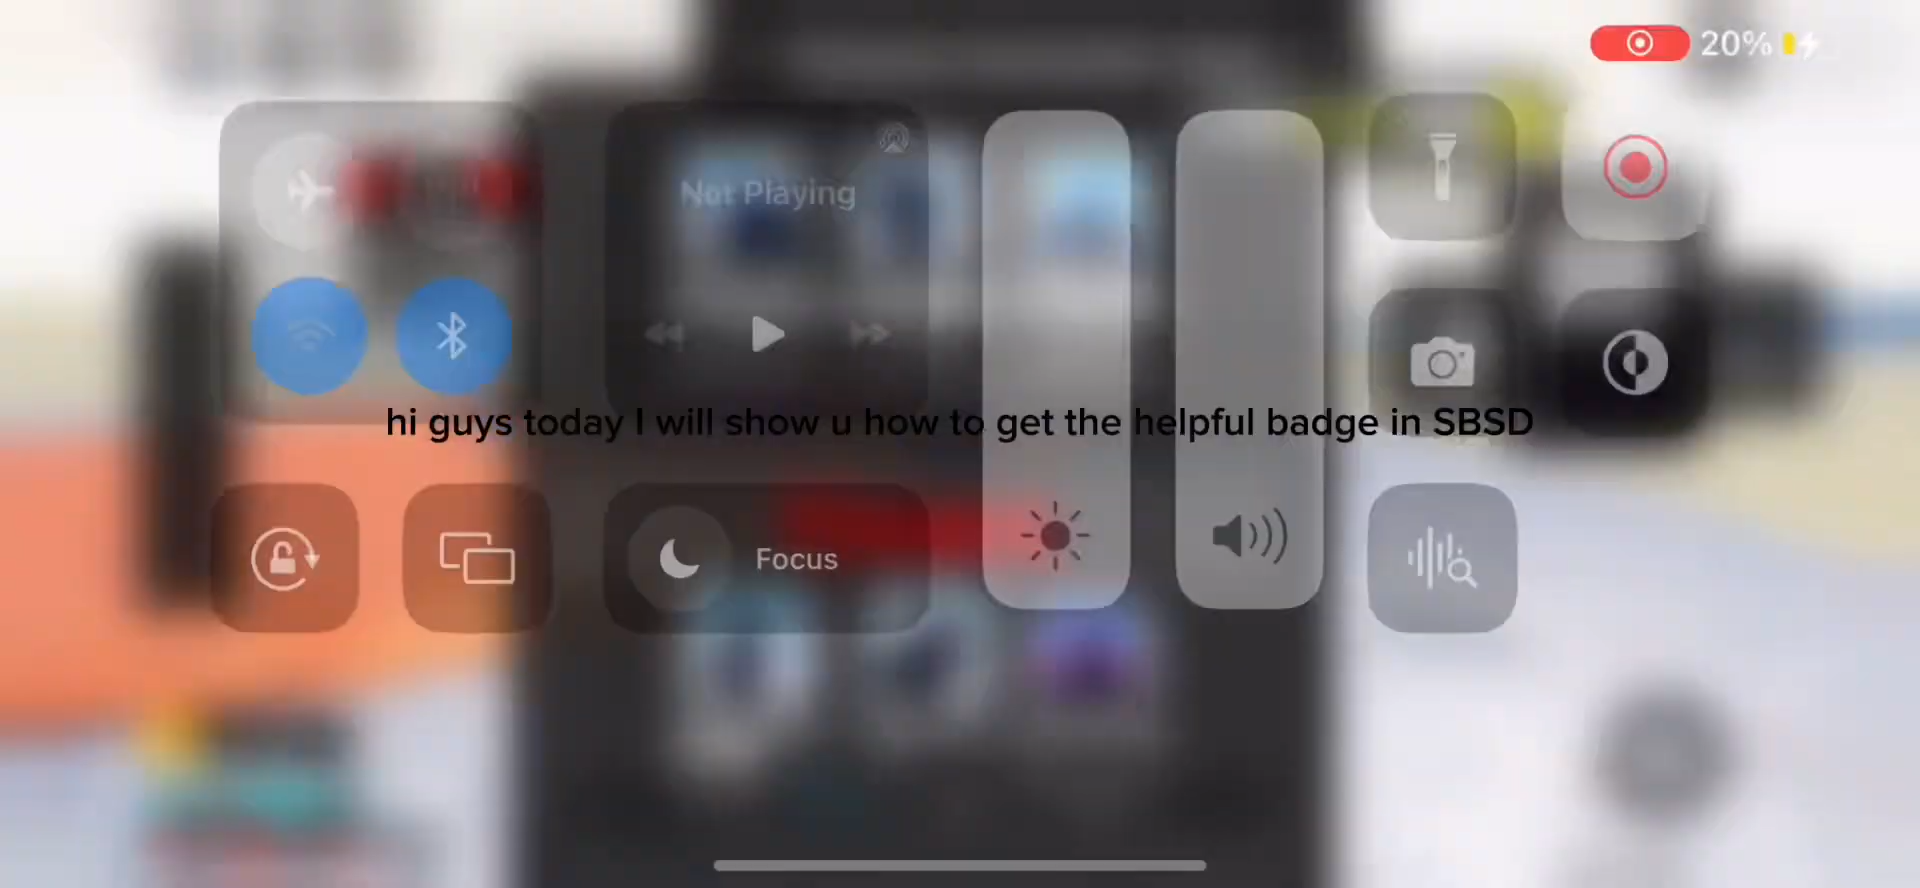 20%
Not Playing
hi guys today I will show u how to get the helpful badge in SBSD
Focus